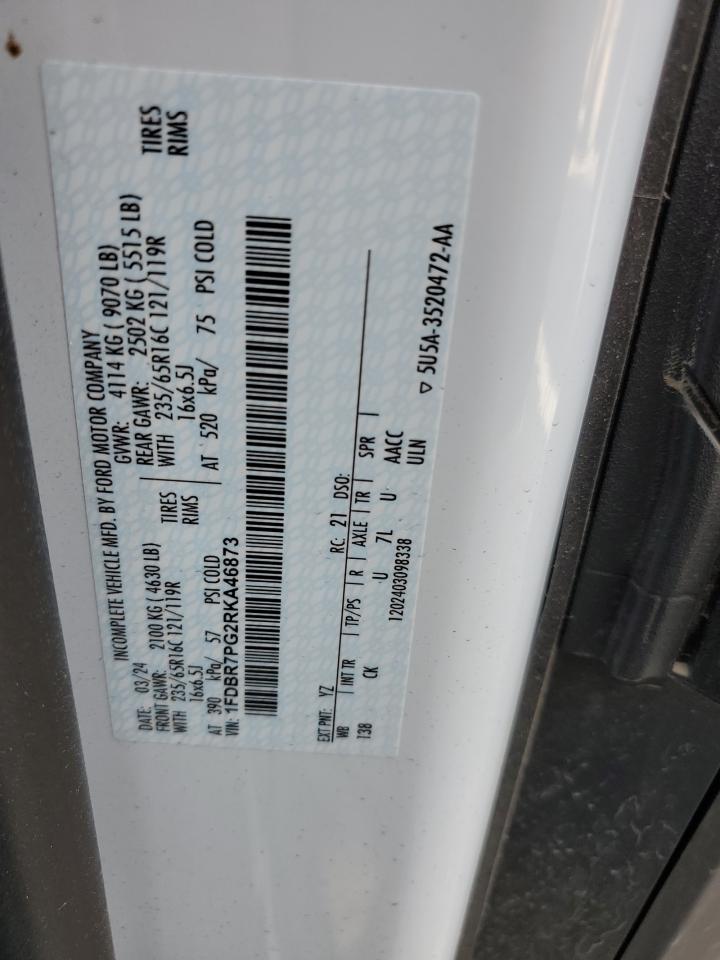 INCOMPLETE VEHICLE MFD. BY FORD MOTOR COMPANY
DATE: 03/24 GVWR: 4114 KG ( 9070 LB)
FRONT GAWR: 2100 KG ( 4630 LB) REAR GAWR: 2502 KG ( 5515 LB)
WITH 235/65R16C 121/119R TIRES WITH 235/65R16C 121/119R TIRES
16x6.5J RIMS 16x6.5J RIMS
AT 390 kPa/ 57 PSI COLD AT 520 kPa/ 75 PSI COLD
VIN: 1FDBR7PG2RKA46873
EXT PNT: YZ RC: 21 DSO:
WB INT TR TP/PS R AXLE TR SPR
138 CK U 7L U AACC
1202403098338 ULN
▽ 5U5A-3520472-AA